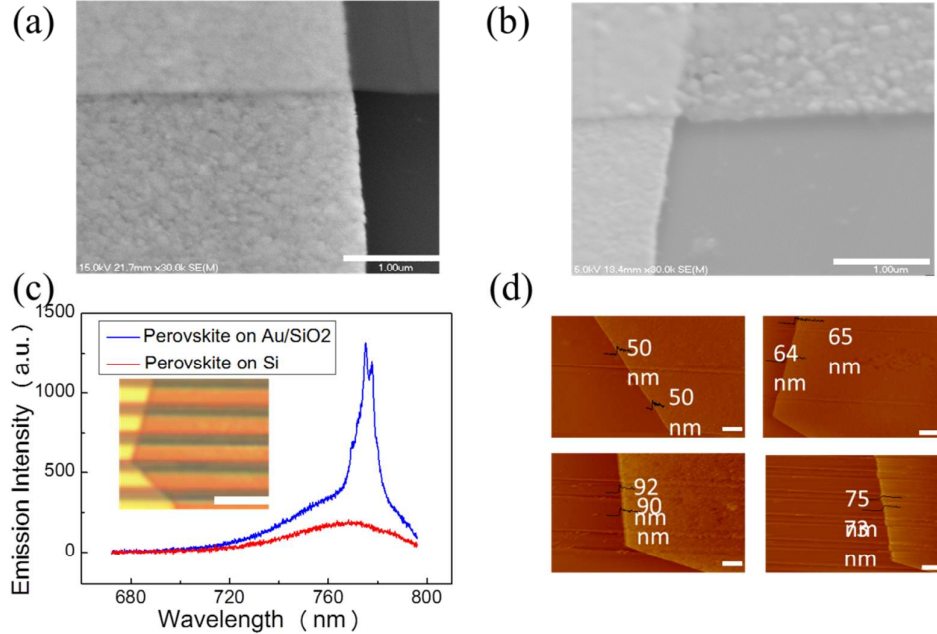 (a)
(b)
15.0kV 21.7mm x30.0k SE(M)
1.00um
5.0kV 13.4mm x30.0k SE(M)
1.00um
(c)
(d)
1500
1000
500
0
Emission Intensity (a.u.)
Perovskite on Au/SiO2
Perovskite on Si
680
720
760
800
Wavelength (nm)
50
nm
50
nm
65
nm
64
nm
92
nm
90
nm
75
nm
73
nm